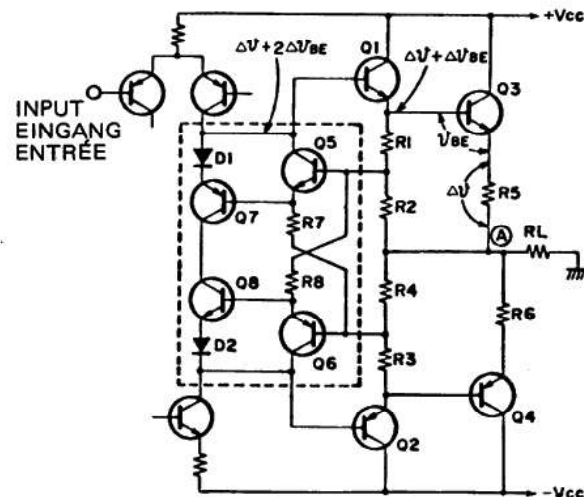 +Vcc
Δv+2ΔvBE
Q1
Δv+ΔvBE
Q3
INPUT
EINGANG
ENTRÉE
Q5
R1
vBE
D1
Δv
R5
Q7
R7
R2
A
RL
Q8
R8
R4
R6
D2
Q6
R3
Q2
Q4
-Vcc